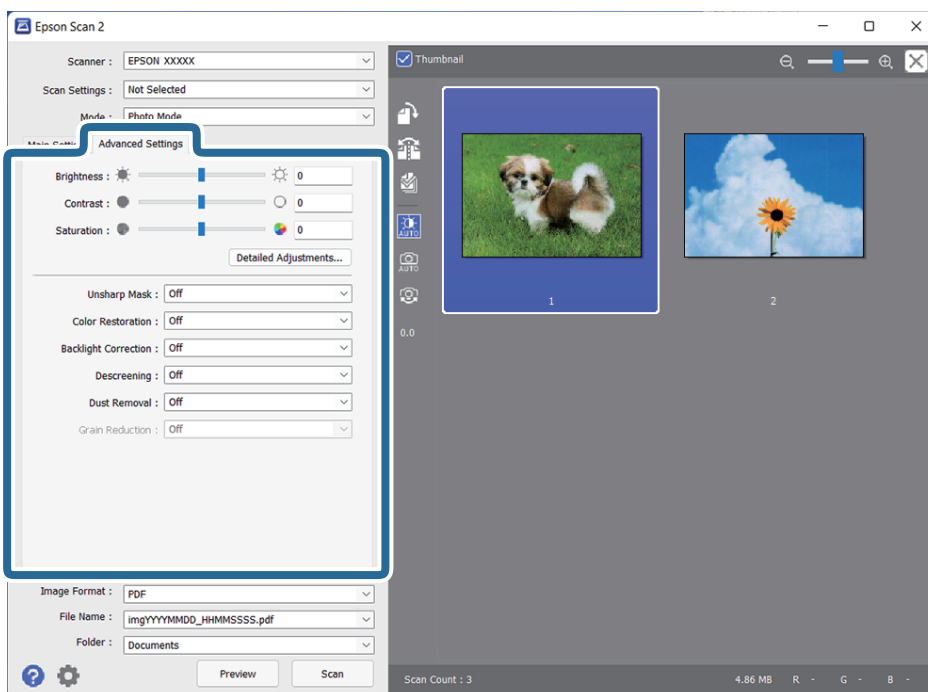 Epson Scan 2
Scanner : EPSON XXXXX
Scan Settings : Not Selected
Mode : Photo Mode
Main Settin
Advanced Settings
Brightness : 0
Contrast : 0
Saturation : 0
Detailed Adjustments...
Unsharp Mask : Off
Color Restoration : Off
Backlight Correction : Off
Descreening : Off
Dust Removal : Off
Grain Reduction : Off
Image Format : PDF
File Name : imgYYYYMMDD_HHMMSSSS.pdf
Folder : Documents
?
Preview
Scan
Thumbnail
AUTO
AUTO
0.0
1
2
Scan Count : 3
4.86 MB R - G - B -